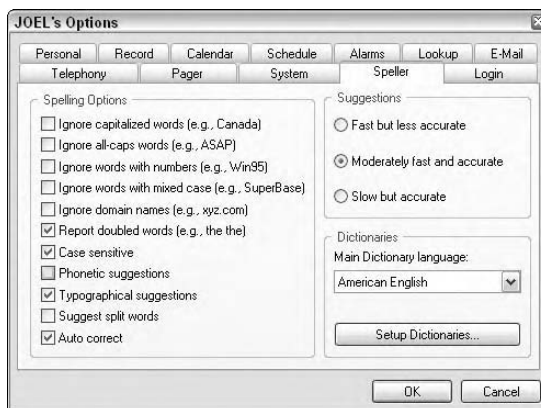 JOEL's Options
Personal Record Calendar Schedule Alarms Lookup E-Mail
Telephony Pager System Speller Login
Spelling Options
Ignore capitalized words (e.g., Canada)
Ignore all-caps words (e.g., ASAP)
Ignore words with numbers (e.g., Win95)
Ignore words with mixed case (e.g., SuperBase)
Ignore domain names (e.g., xyz.com)
Report doubled words (e.g., the the)
Case sensitive
Phonetic suggestions
Typographical suggestions
Suggest split words
Auto correct
Suggestions
Fast but less accurate
Moderately fast and accurate
Slow but accurate
Dictionaries
Main Dictionary language:
American English
Setup Dictionaries...
OK Cancel